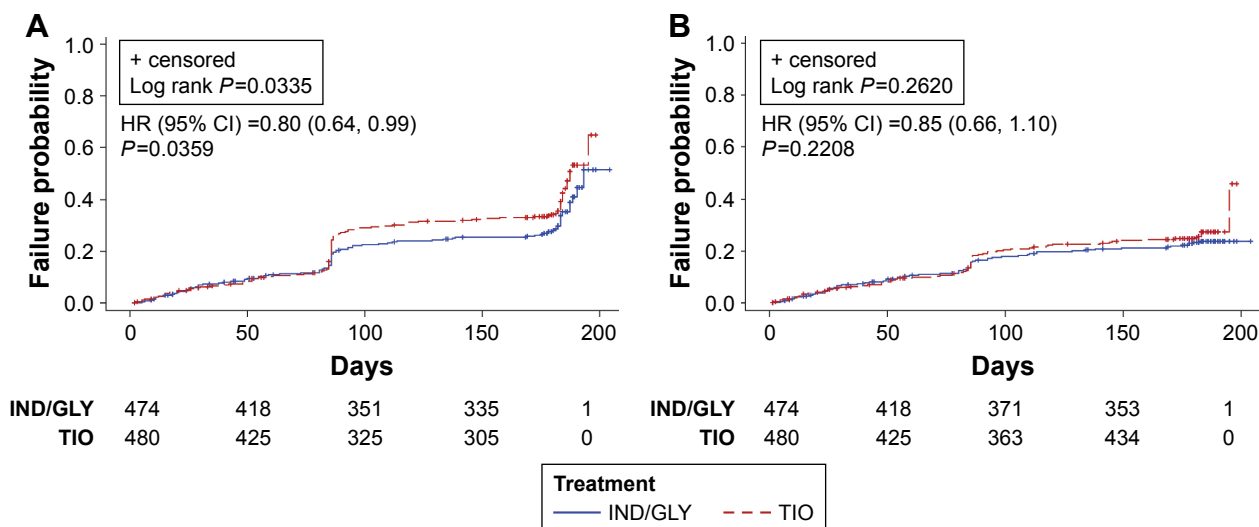 A
Failure probability
1.0
0.8
0.6
0.4
0.2
0.0
+ censored
Log rank P=0.0335
HR (95% CI) =0.80 (0.64, 0.99)
P=0.0359
0 50 100 150 200
Days
IND/GLY 474 418 351 335 1
TIO 480 425 325 305 0
B
Failure probability
1.0
0.8
0.6
0.4
0.2
0.0
+ censored
Log rank P=0.2620
HR (95% CI) =0.85 (0.66, 1.10)
P=0.2208
0 50 100 150 200
Days
IND/GLY 474 418 371 353 1
TIO 480 425 363 434 0
Treatment
IND/GLY TIO